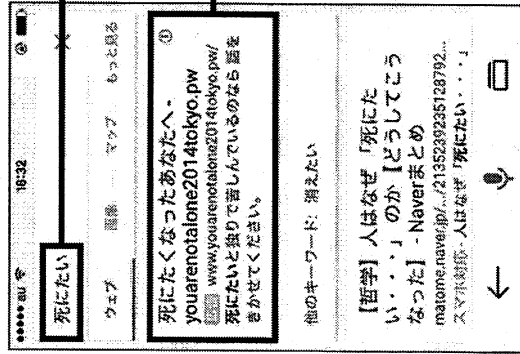 ●●●●● au 18:32
死にたい ×
ウェブ 画像 マップ もっと見る
死にたくなったあなたへ -
youarenotalone2014tokyo.pw
www.youarenotalone2014tokyo.pw/
死にたいと独りで苦しんでいるのなら 話を
きかせてください。
他のキーワード: 消えたい
【哲学】人はなぜ 「死にた
い・・・」のか【どうしてこう
なった】 - Naverまとめ
matome.naver.jp/.../2135239235128792...
スマホ対応 - 人はなぜ「死にたい・・・」